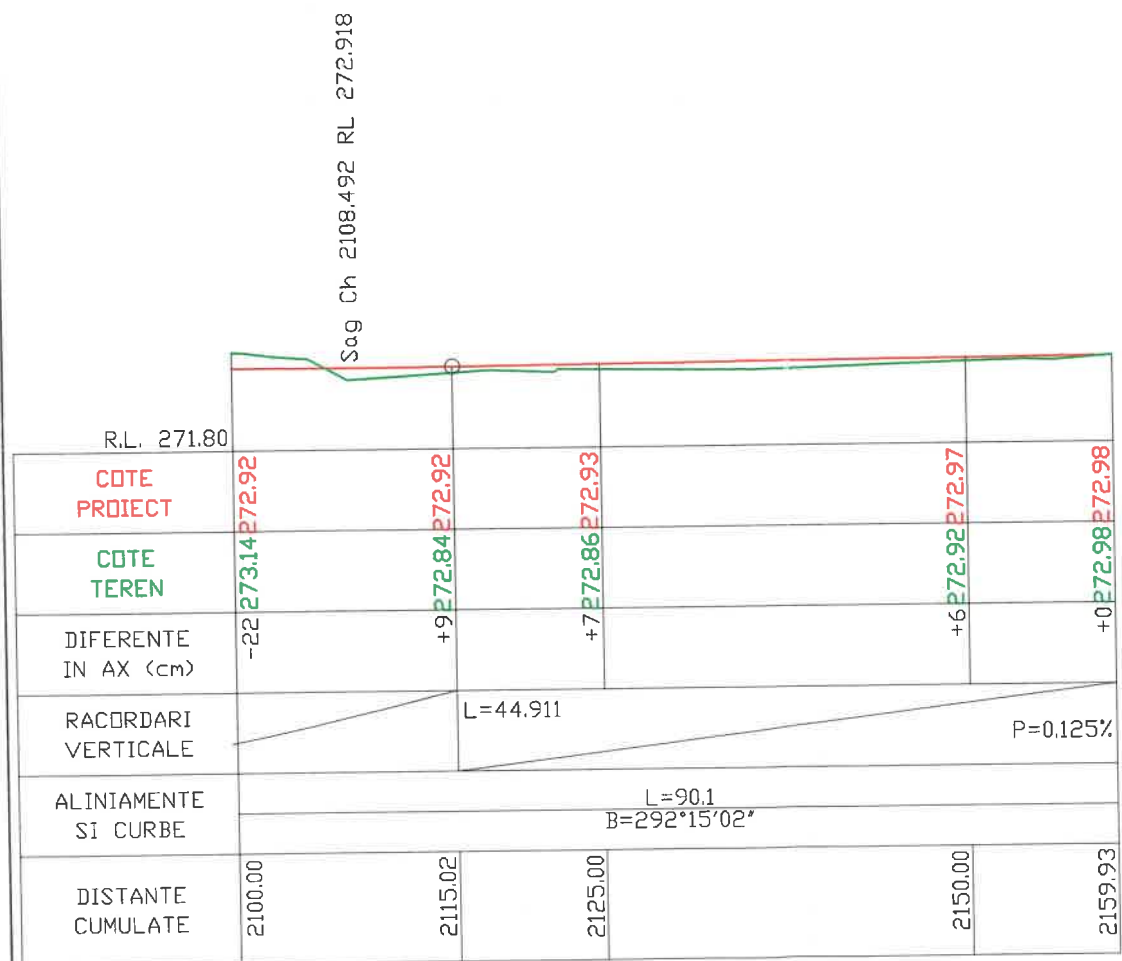 Sag Ch 2108.492 RL 272.918
R.L. 271.80
COTE
PROIECT
272.92
272.92
272.93
272.97
272.98
COTE
TEREN
273.14
272.84
272.86
272.92
272.98
DIFERENTE
IN AX (cm)
-22
+9
+7
+6
+0
RACORDARI
VERTICALE
L=44.911
P=0.125%
ALINIAMENTE
SI CURBE
L=90.1
B=292°15'02"
DISTANTE
CUMULATE
2100.00
2115.02
2125.00
2150.00
2159.93